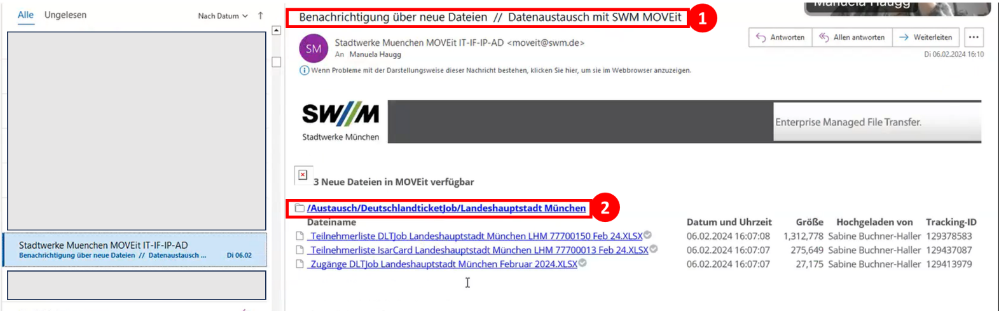 Alle Ungelesen Nach Datum ↑
Stadtwerke Muenchen MOVEit IT-IF-IP-AD
Benachrichtigung über neue Dateien // Datenaustausch ... Di 06.02
Manuela Haugg
Benachrichtigung über neue Dateien // Datenaustausch mit SWM MOVEit 1
SM
Stadtwerke Muenchen MOVEit IT-IF-IP-AD <moveit@swm.de>
An Manuela Haugg
Antworten Allen antworten Weiterleiten ...
Di 06.02.2024 16:10
Wenn Probleme mit der Darstellungsweise dieser Nachricht bestehen, klicken Sie hier, um sie im Webbrowser anzuzeigen.
SWM
Stadtwerke München
Enterprise Managed File Transfer.
3 Neue Dateien in MOVEit verfügbar
/Austausch/DeutschlandticketJob/Landeshauptstadt München 2
Dateiname Datum und Uhrzeit Größe Hochgeladen von Tracking-ID
_Teilnehmerliste DLTJob Landeshauptstadt München LHM 77700150 Feb 24.XLSX 06.02.2024 16:07:08 1,312,778 Sabine Buchner-Haller 129378583
_Teilnehmerliste IsarCard Landeshauptstadt München LHM 77700013 Feb 24.XLSX 06.02.2024 16:07:07 275,649 Sabine Buchner-Haller 129437087
_Zugänge DLTJob Landeshauptstadt München Februar 2024.XLSX 06.02.2024 16:07:07 27,175 Sabine Buchner-Haller 129413979